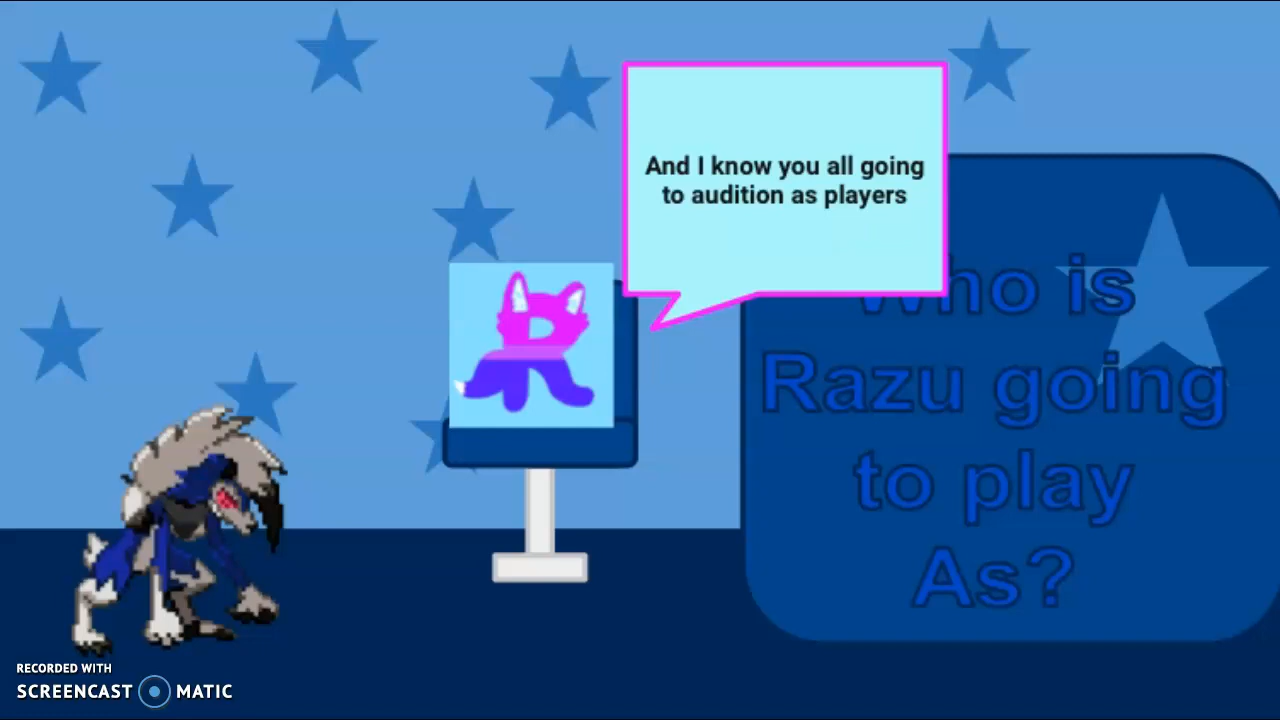 And I know you all going
to audition as players
Who is
Razu going
to play
As?
RECORDED WITH
SCREENCAST MATIC